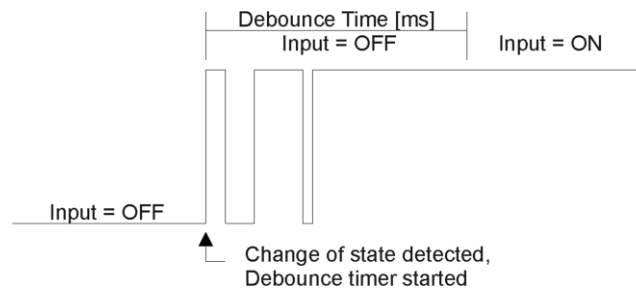 Debounce Time [ms]
Input = OFF
Input = ON
Input = OFF
Change of state detected,
Debounce timer started